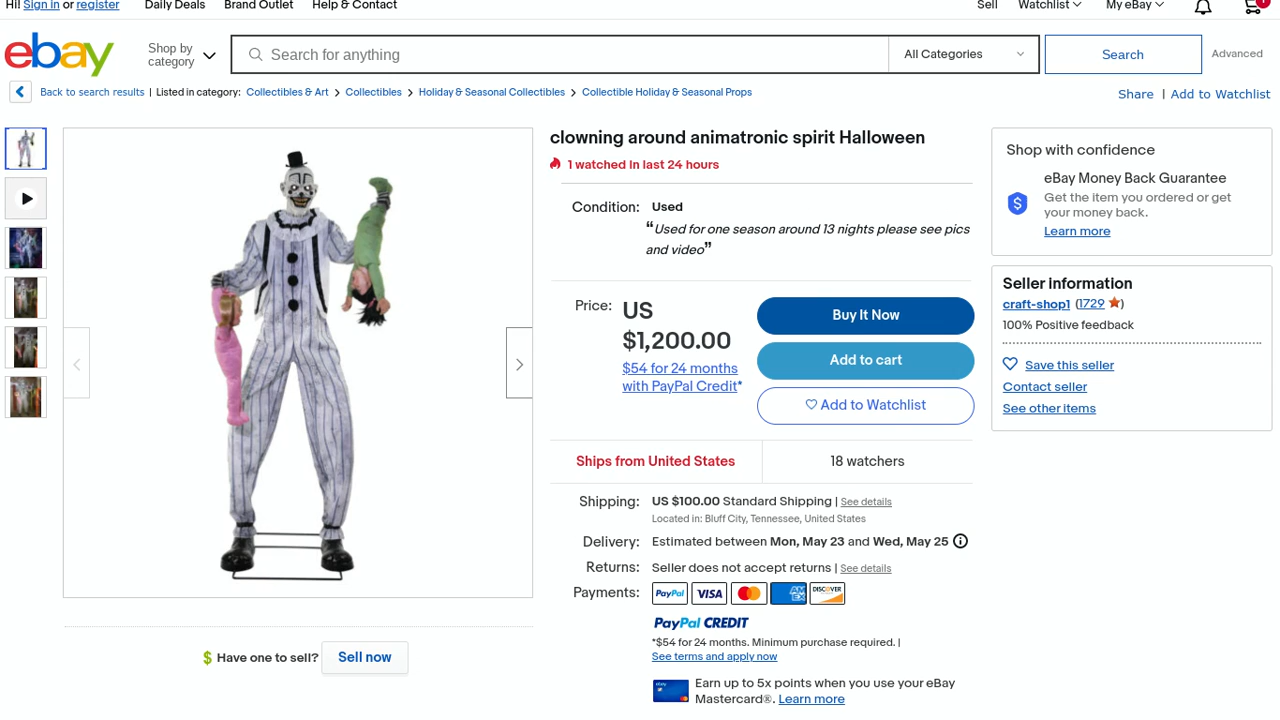 Hi! Sign in or register
Daily Deals
Brand Outlet
Help & Contact
Sell
Watchlist
My eBay
ebay
Shop by
category
Search for anything
All Categories
Search
Advanced
Back to search results | Listed in category: Collectibles & Art > Collectibles > Holiday & Seasonal Collectibles > Collectible Holiday & Seasonal Props
Share | Add to Watchlist
clowning around animatronic spirit Halloween
1 watched in last 24 hours
Condition: Used
“Used for one season around 13 nights please see pics
and video”
Price:
US
$1,200.00
$54 for 24 months
with PayPal Credit*
Buy It Now
Add to cart
Add to Watchlist
Ships from United States
18 watchers
Shipping: US $100.00 Standard Shipping | See details
Located in: Bluff City, Tennessee, United States
Delivery: Estimated between Mon, May 23 and Wed, May 25
Returns: Seller does not accept returns | See details
Payments: PayPal VISA AMEX DISCOVER
PayPal CREDIT
*$54 for 24 months. Minimum purchase required. |
See terms and apply now
Earn up to 5x points when you use your eBay
Mastercard®. Learn more
$ Have one to sell? Sell now
Shop with confidence
eBay Money Back Guarantee
Get the item you ordered or get
your money back.
Learn more
Seller information
craft-shop1 (1729)
100% Positive feedback
Save this seller
Contact seller
See other items